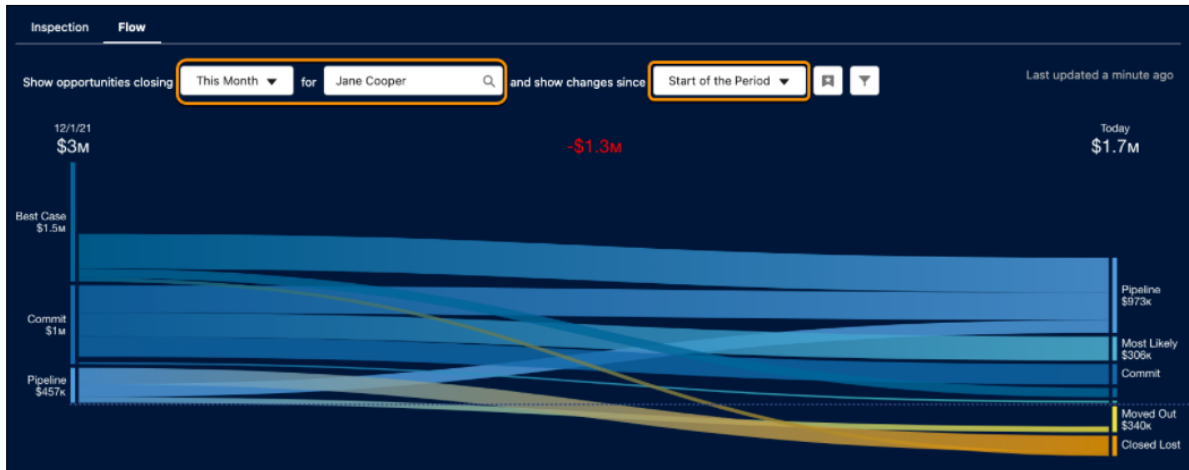 Inspection Flow
Show opportunities closing This Month for Jane Cooper and show changes since Start of the Period
Last updated a minute ago
12/1/21
$3M
-$1.3M
Today
$1.7M
Best Case
$1.5M
Commit
$1M
Pipeline
$457K
Pipeline
$973K
Most Likely
$306K
Commit
Moved Out
$340K
Closed Lost